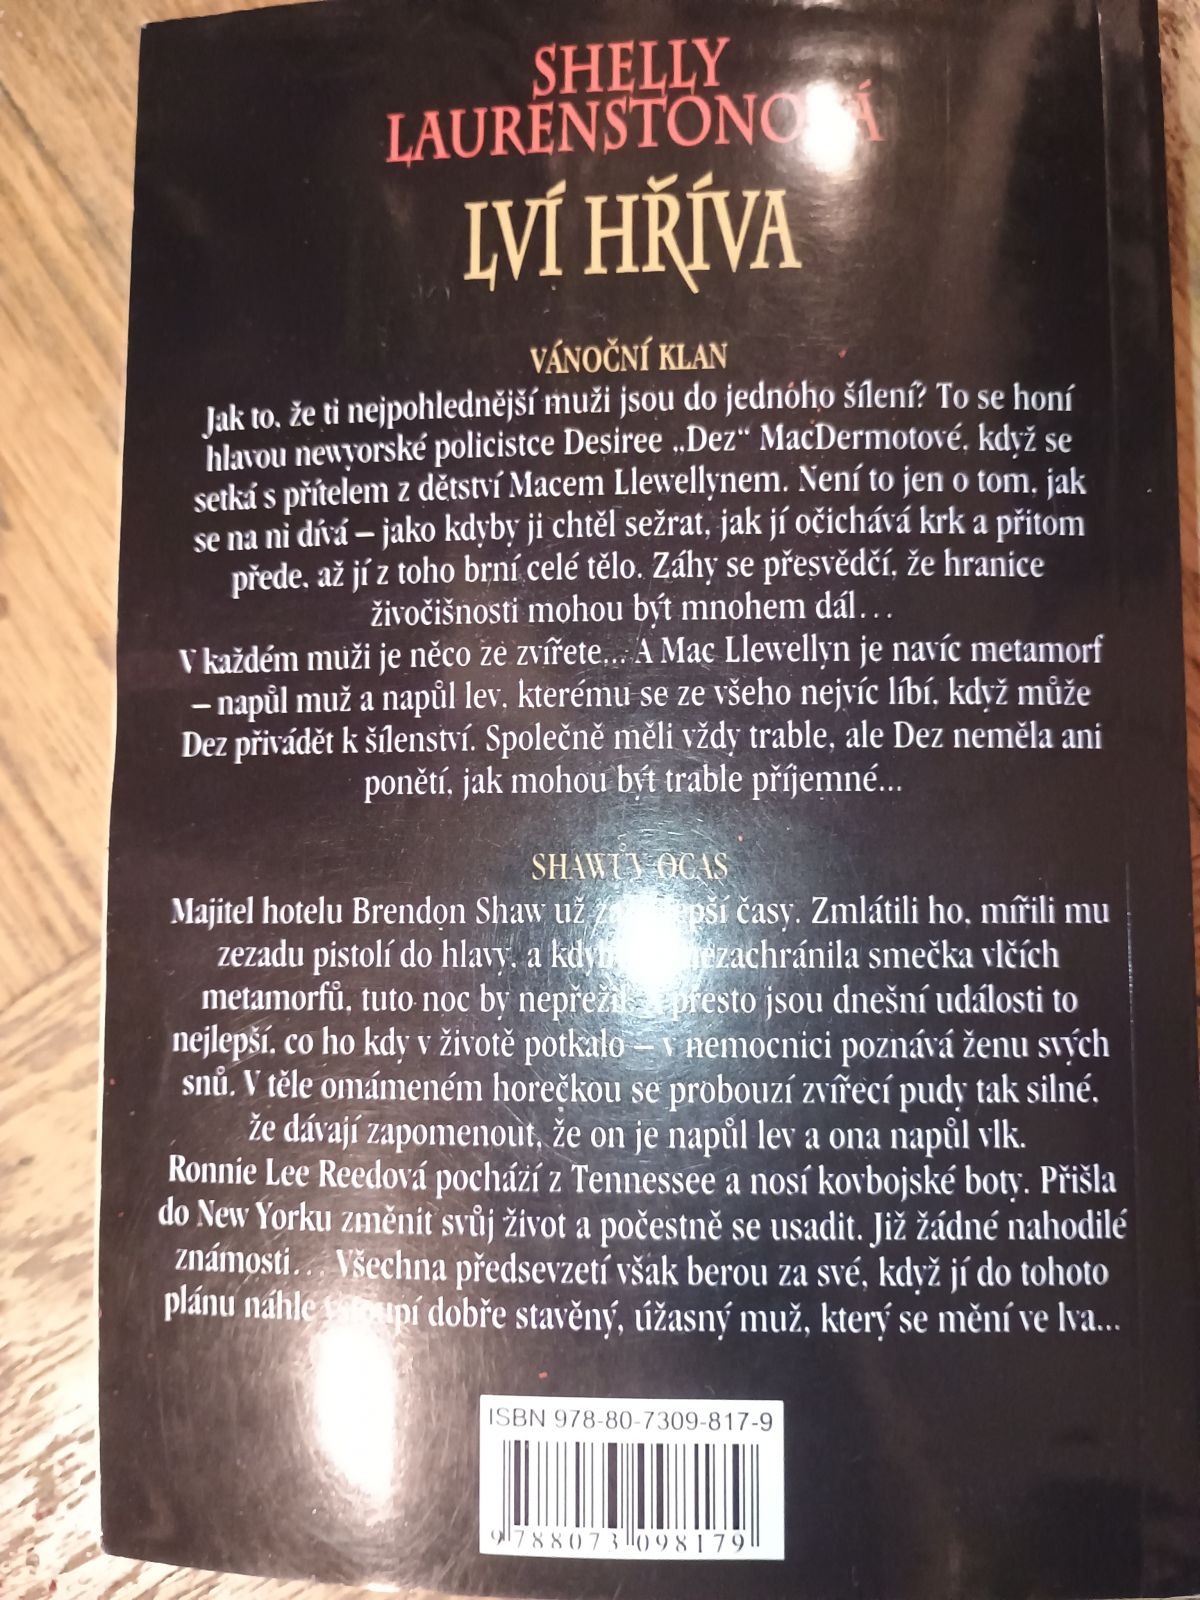 SHELLY
LAURENSTONOVÁ
LVÍ HŘÍVA
VÁNOČNÍ KLAN
Jak to, že ti nejpohlednější muži jsou do jednoho šílení? To se honí
hlavou newyorské policistce Desiree „Dez“ MacDermotové, když se
setká s přítelem z dětství Macem Llewellynem. Není to jen o tom, jak
se na ni dívá – jako kdyby ji chtěl sežrat, jak jí očichává krk a přitom
přede, až jí z toho brní celé tělo. Záhy se přesvědčí, že hranice
živočišnosti mohou být mnohem dál...
V každém muži je něco ze zvířete... A Mac Llewellyn je navíc metamorf
– napůl muž a napůl lev, kterému se ze všeho nejvíc líbí, když může
Dez přivádět k šílenství. Společně měli vždy trable, ale Dez neměla ani
ponětí, jak mohou být trable příjemné...
SHAWŮV OCAS
Majitel hotelu Brendon Shaw už časy. Zmlátili ho, mířili mu
zezadu pistolí do hlavy, a nezachránila smečka vlčích
metamorfů, tuto noc by nepřežil. A přesto jsou dnešní události to
nejlepší, co ho kdy v životě potkalo – v nemocnici poznává ženu svých
snů. V těle omámeném horečkou se probouzí zvířecí pudy tak silné,
že dávají zapomenout, že on je napůl lev a ona napůl vlk.
Ronnie Lee Reedová pochází z Tennessee a nosí kovbojské boty. Přišla
do New Yorku změnit svůj život a počestně se usadit. Již žádné nahodilé
známosti... Všechna předsevzetí však berou za své, když jí do tohoto
plánu náhle vstoupí dobře stavěný, úžasný muž, který se mění ve lva...
ISBN 978-80-7309-817-9
9 788073 098179